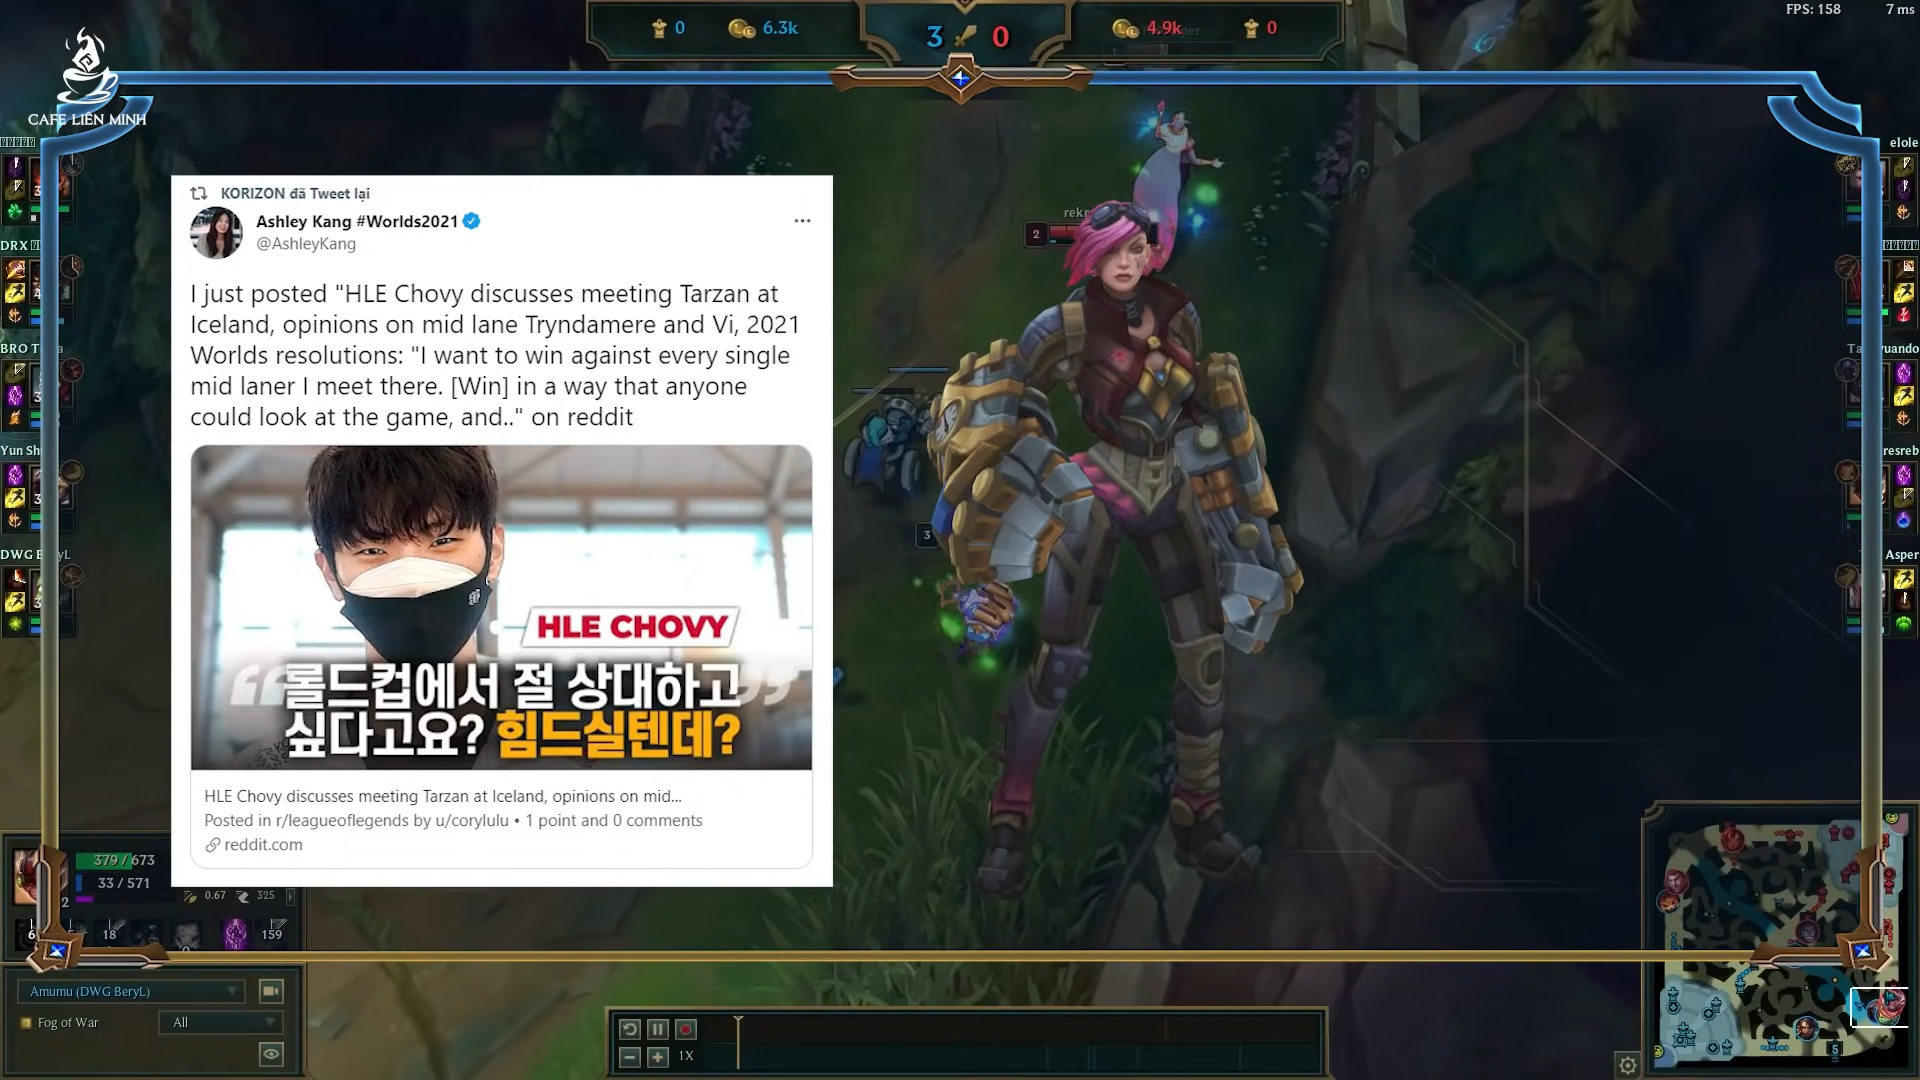 FPS: 158
7 ms
0
6.3k
3
0
4.9k
0
CAFE LIÊN MINH
elole
DRX
BRO T
Yun Sh
DWG B yL
resreb
Asper
2
3
KORIZON đã Tweet lại
Ashley Kang #Worlds2021
@AshleyKang
I just posted "HLE Chovy discusses meeting Tarzan at
Iceland, opinions on mid lane Tryndamere and Vi, 2021
Worlds resolutions: "I want to win against every single
mid laner I meet there. [Win] in a way that anyone
could look at the game, and.." on reddit
HLE CHOVY
“롤드컵에서 절 상대하고”
싶다고요? 힘드실텐데?
HLE Chovy discusses meeting Tarzan at Iceland, opinions on mid...
Posted in r/leagueoflegends by u/corylulu • 1 point and 0 comments
reddit.com
379 / 673
33 / 571
2
0.67
325
18
159
Amumu (DWG BeryL)
Fog of War
All
1X
5